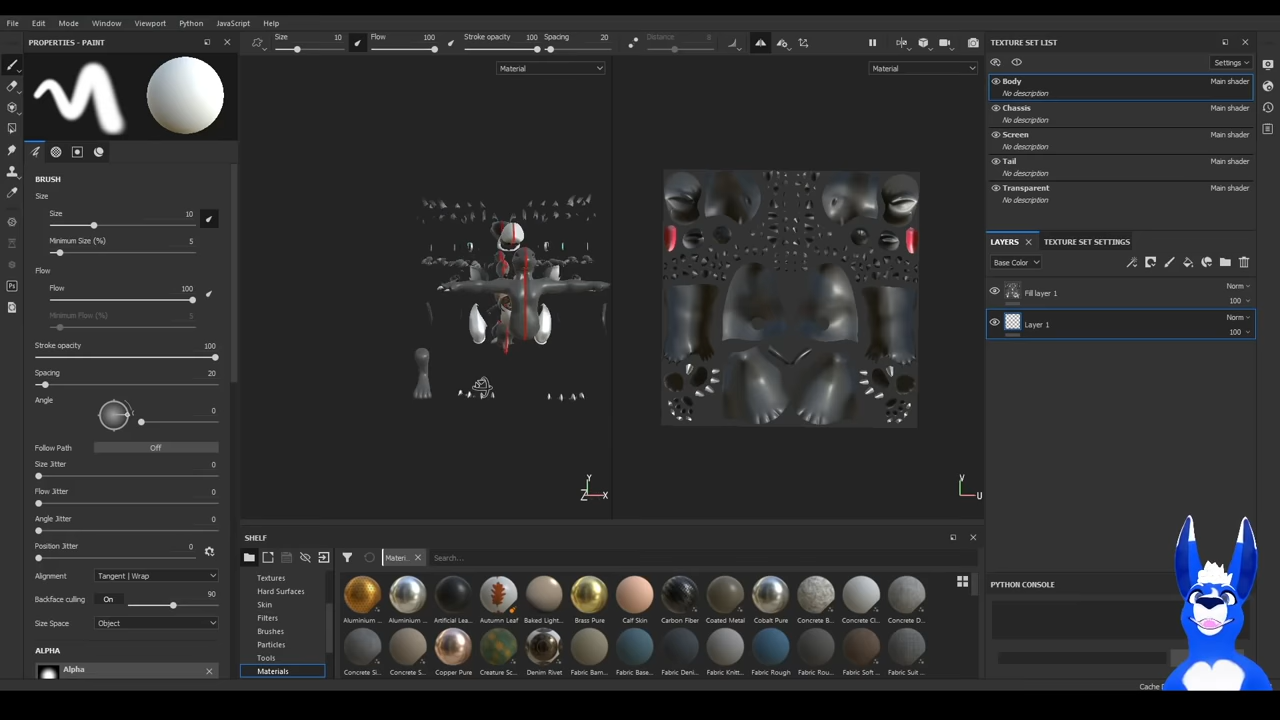 File Edit Mode Window Viewport Python JavaScript Help
PROPERTIES - PAINT
Size 10 Flow 100 Stroke opacity 100 Spacing 20 Distance 8
Material
Material
BRUSH
Size
Size 10
Minimum Size (%) 5
Flow
Flow 100
Minimum Flow (%) 5
Stroke opacity 100
Spacing 20
Angle 0
Follow Path Off
Size Jitter 0
Flow Jitter 0
Angle Jitter 0
Position Jitter 0
Alignment Tangent | Wrap
Backface culling On 90
Size Space Object
ALPHA
Alpha
Y
Z X
V
U
SHELF
Materi...
Search...
Textures
Hard Surfaces
Skin
Filters
Brushes
Particles
Tools
Materials
Aluminium ... Aluminium ... Artificial Lea... Autumn Leaf Baked Light... Brass Pure Calf Skin Carbon Fiber Coated Metal Cobalt Pure Concrete B... Concrete Cl... Concrete D...
Concrete Si... Concrete S... Copper Pure Creature Sc... Denim Rivet Fabric Bam... Fabric Base... Fabric Deni... Fabric Knitt... Fabric Rough Fabric Rou... Fabric Soft ... Fabric Suit ...
TEXTURE SET LIST
Settings
Body Main shader
No description
Chassis Main shader
No description
Screen Main shader
No description
Tail Main shader
No description
Transparent Main shader
No description
LAYERS TEXTURE SET SETTINGS
Base Color
Fill layer 1 Norm
100
Layer 1 Norm
100
PYTHON CONSOLE
Ps